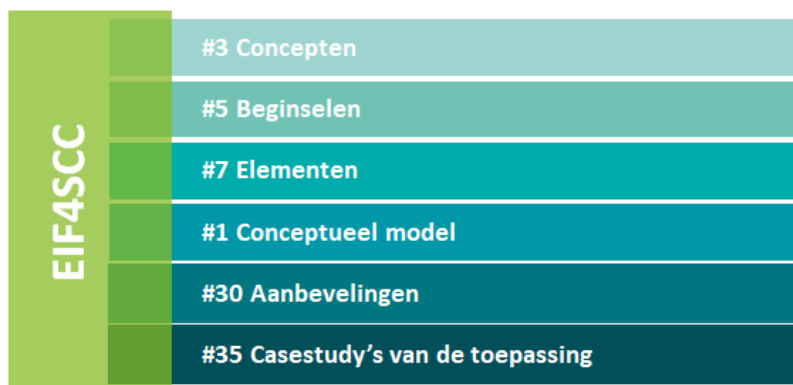 EIF4SCC
#3 Concepten
#5 Beginselen
#7 Elementen
#1 Conceptueel model
#30 Aanbevelingen
#35 Casestudy’s van de toepassing